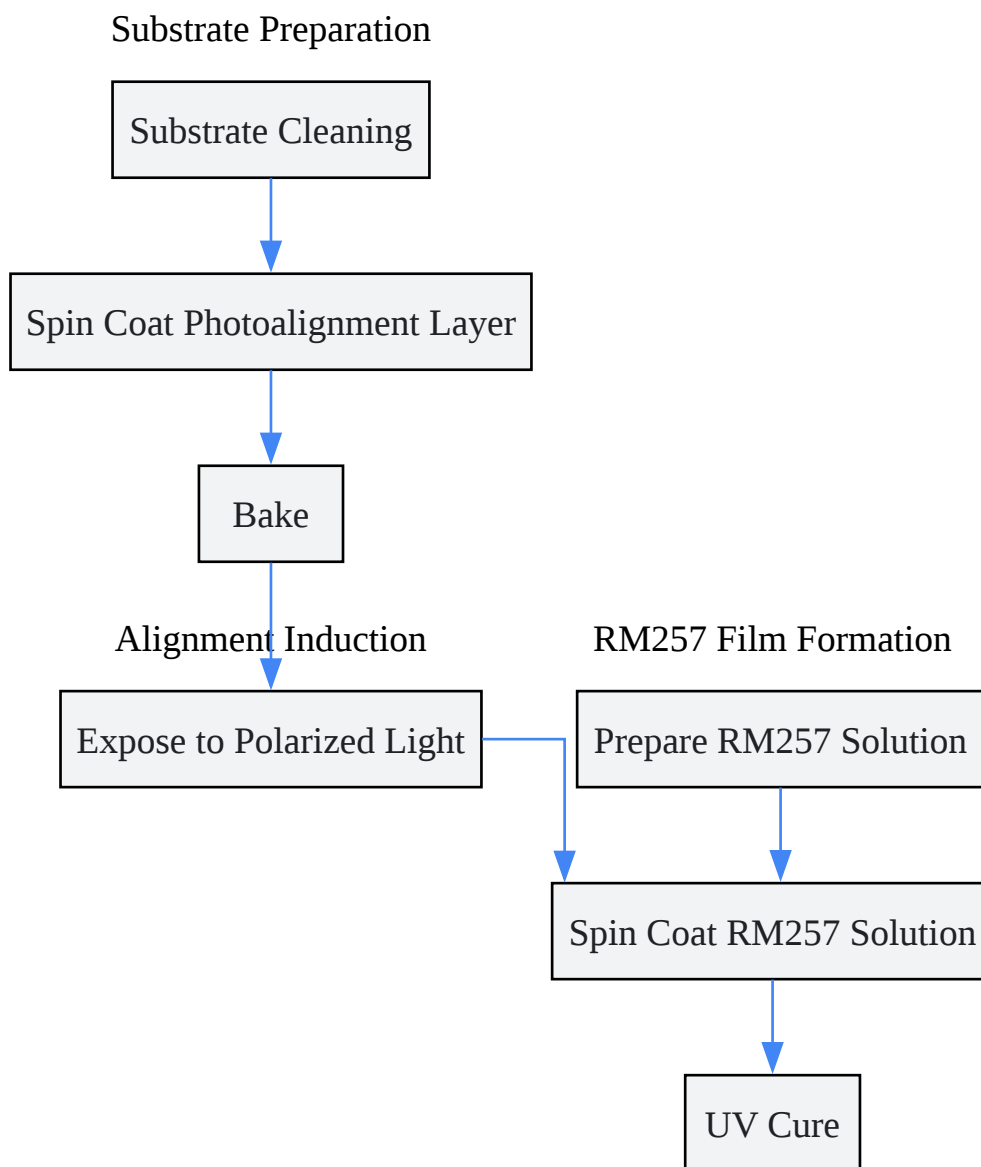 Substrate Preparation
Substrate Cleaning
Spin Coat Photoalignment Layer
Bake
Alignment Induction
Expose to Polarized Light
RM257 Film Formation
Prepare RM257 Solution
Spin Coat RM257 Solution
UV Cure